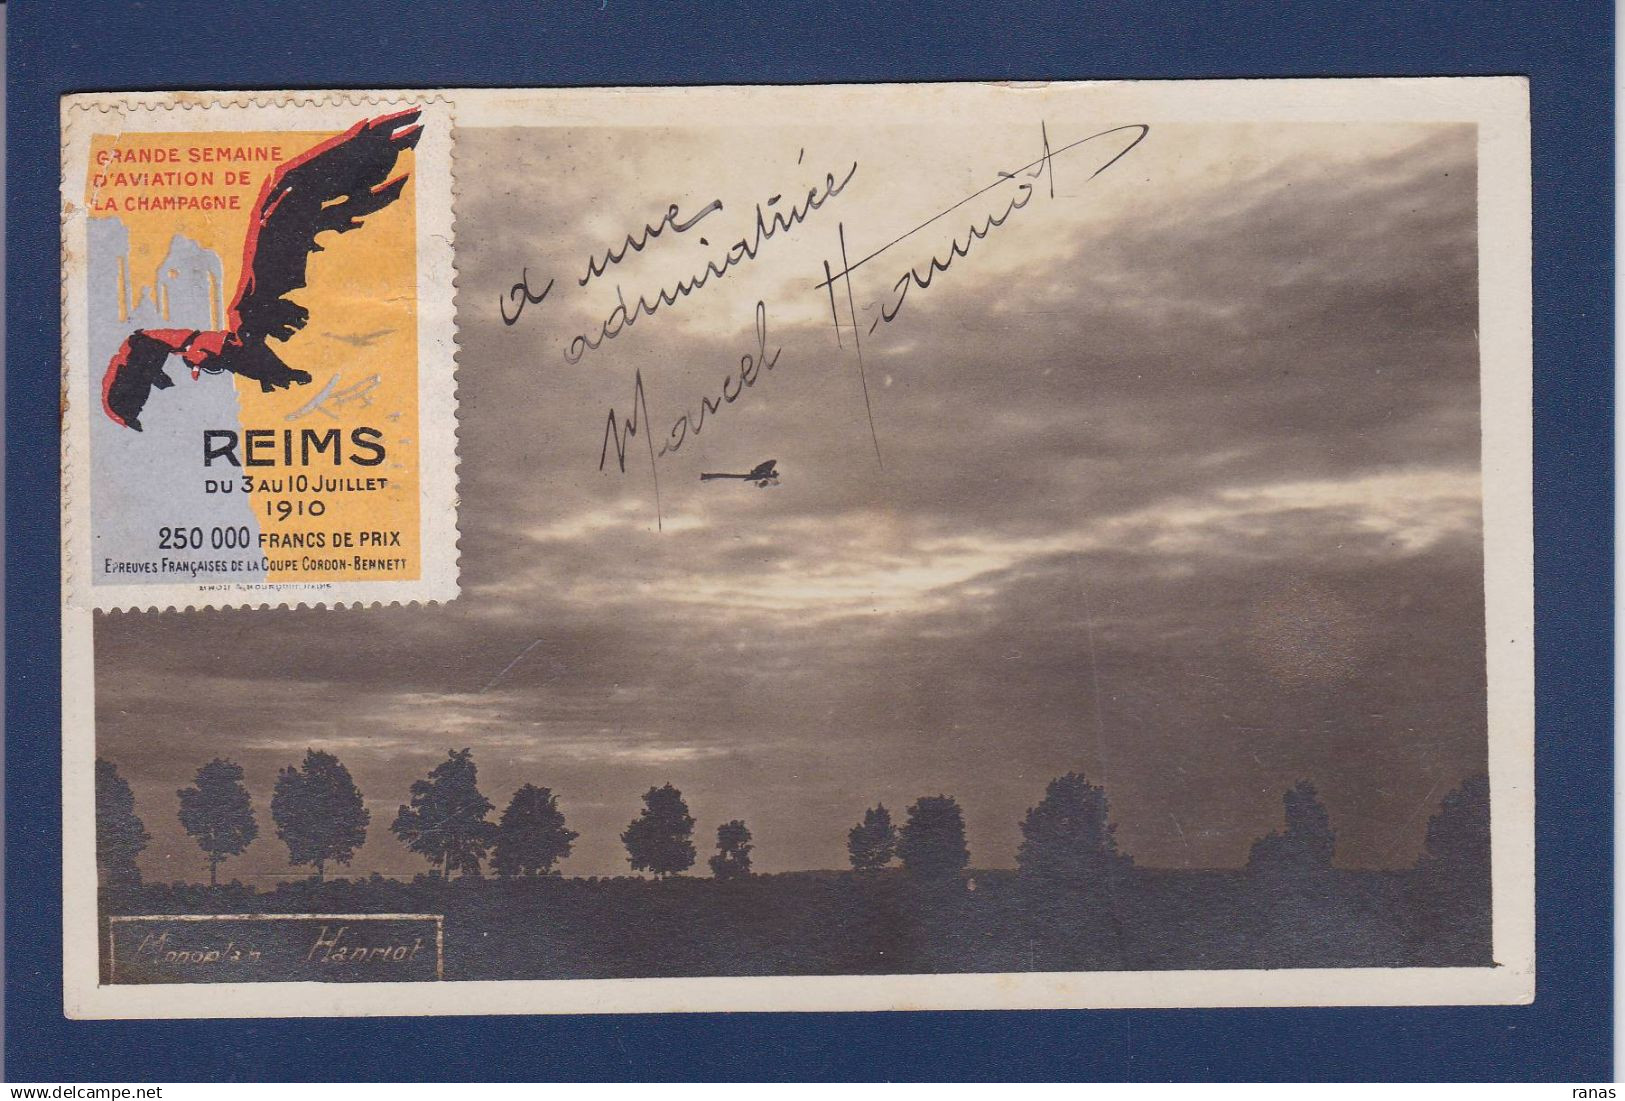 GRANDE SEMAINE
D'AVIATION DE
LA CHAMPAGNE
REIMS
DU 3 AU 10 JUILLET
1910
250 000 FRANCS DE PRIX
EPREUVES FRANÇAISES DE LA COUPE CORDON-BENNETT
a une
admiratrice
Marcel Hanriot
Monoplan Hanriot
ranas